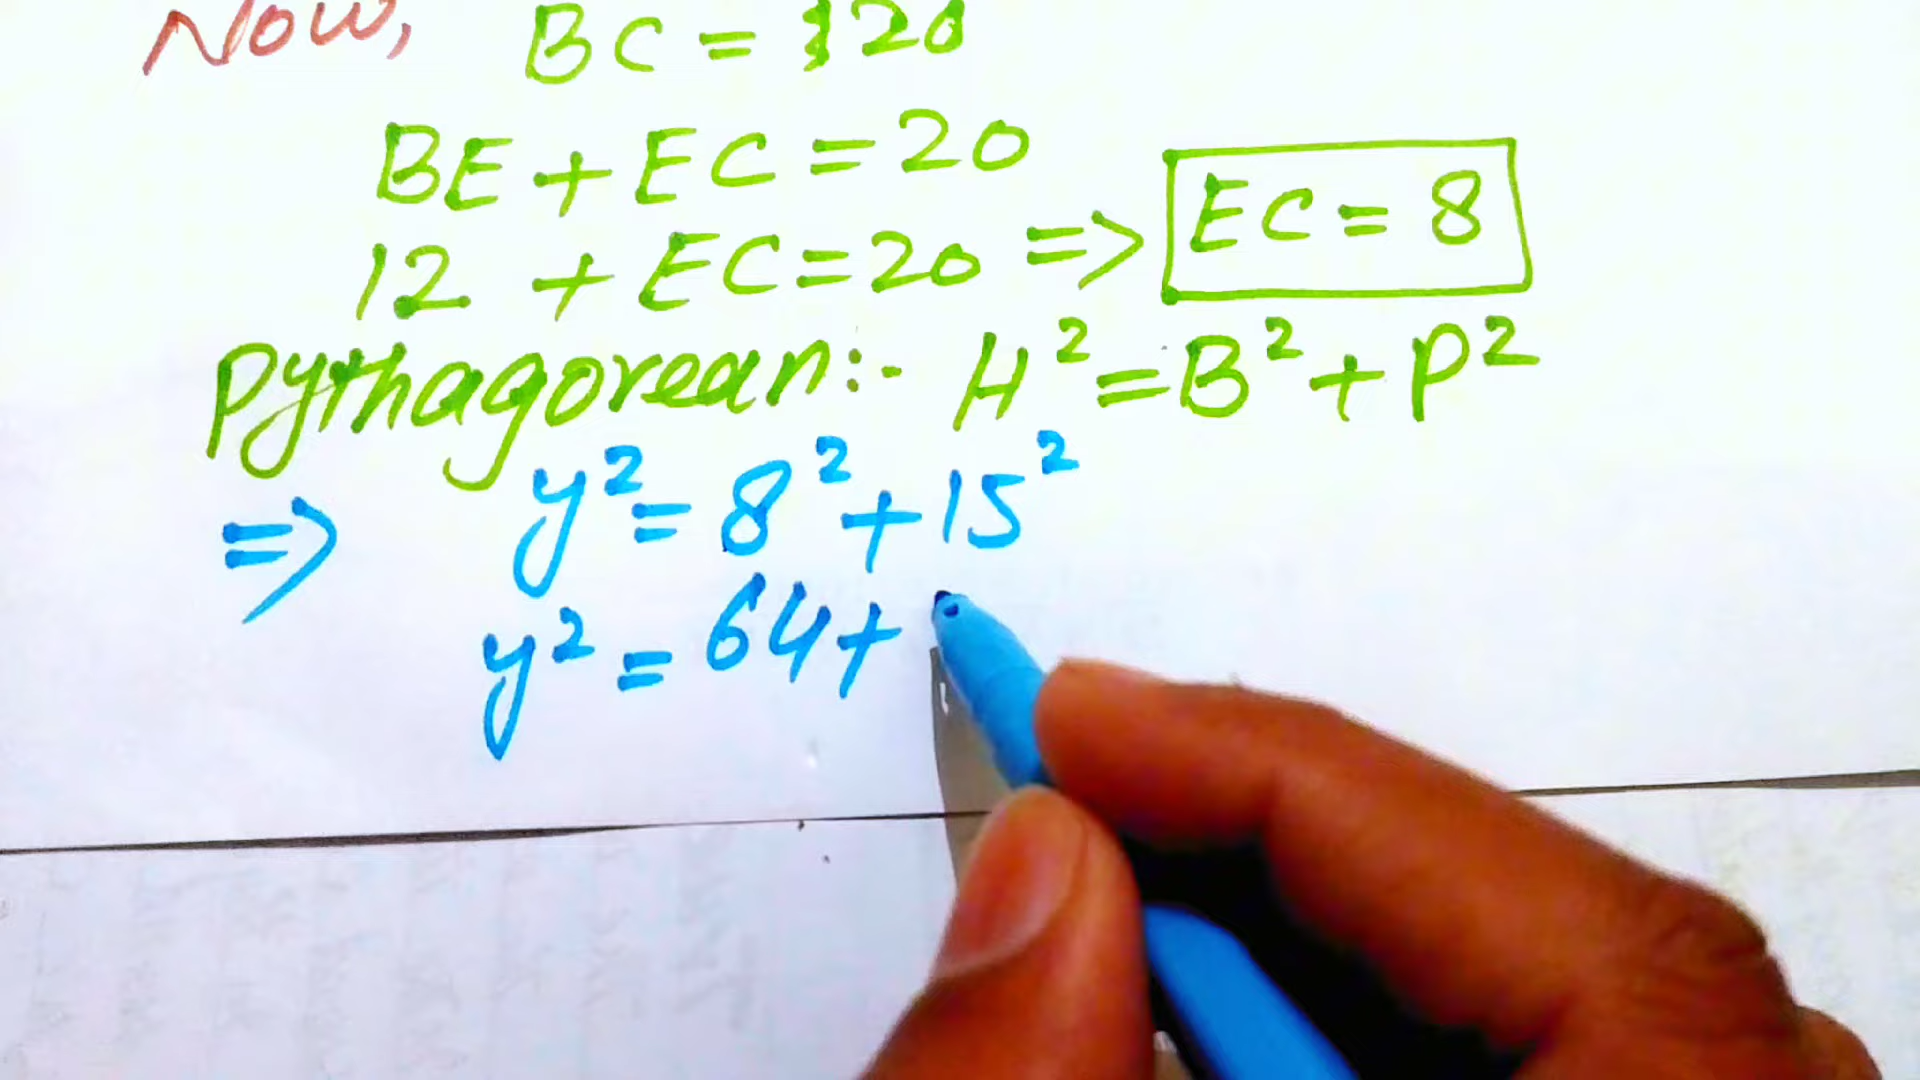 Now, BC = 20
BE + EC = 20
12 + EC = 20 => EC = 8
Pythagorean:- H² = B² + P²
=> y² = 8² + 15²
y² = 64 +